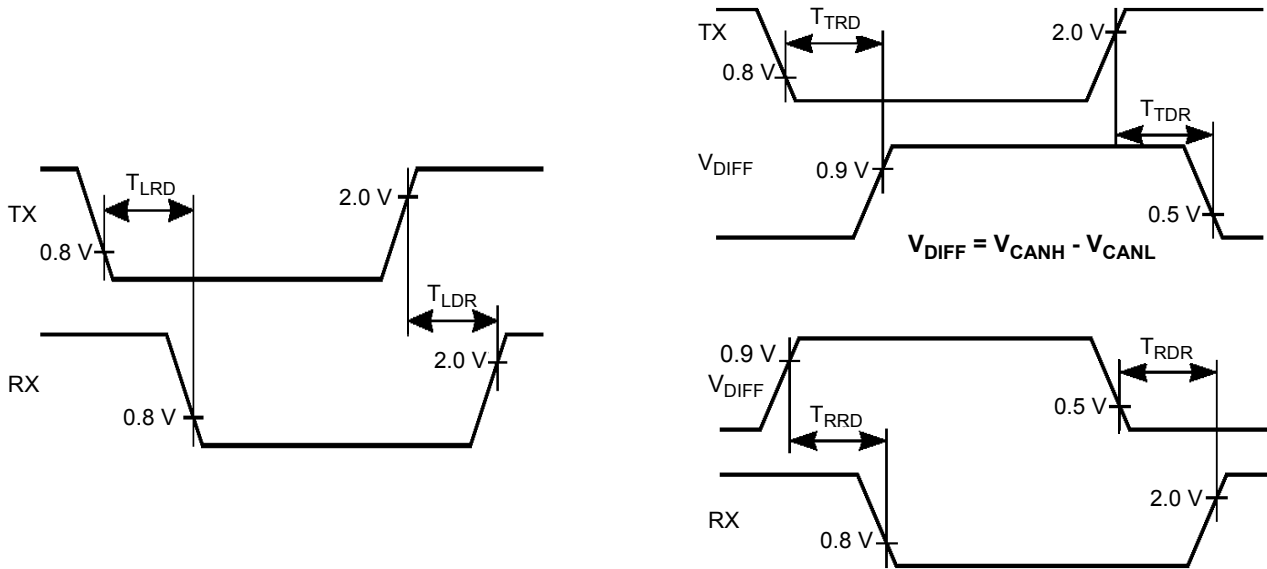 TX
T_LRD
0.8 V
2.0 V
T_LDR
RX
0.8 V
2.0 V
TX
T_TRD
0.8 V
2.0 V
T_TDR
V_DIFF
0.9 V
0.5 V
V_DIFF = V_CANH - V_CANL
0.9 V
V_DIFF
T_RRD
T_RDR
0.5 V
RX
0.8 V
2.0 V